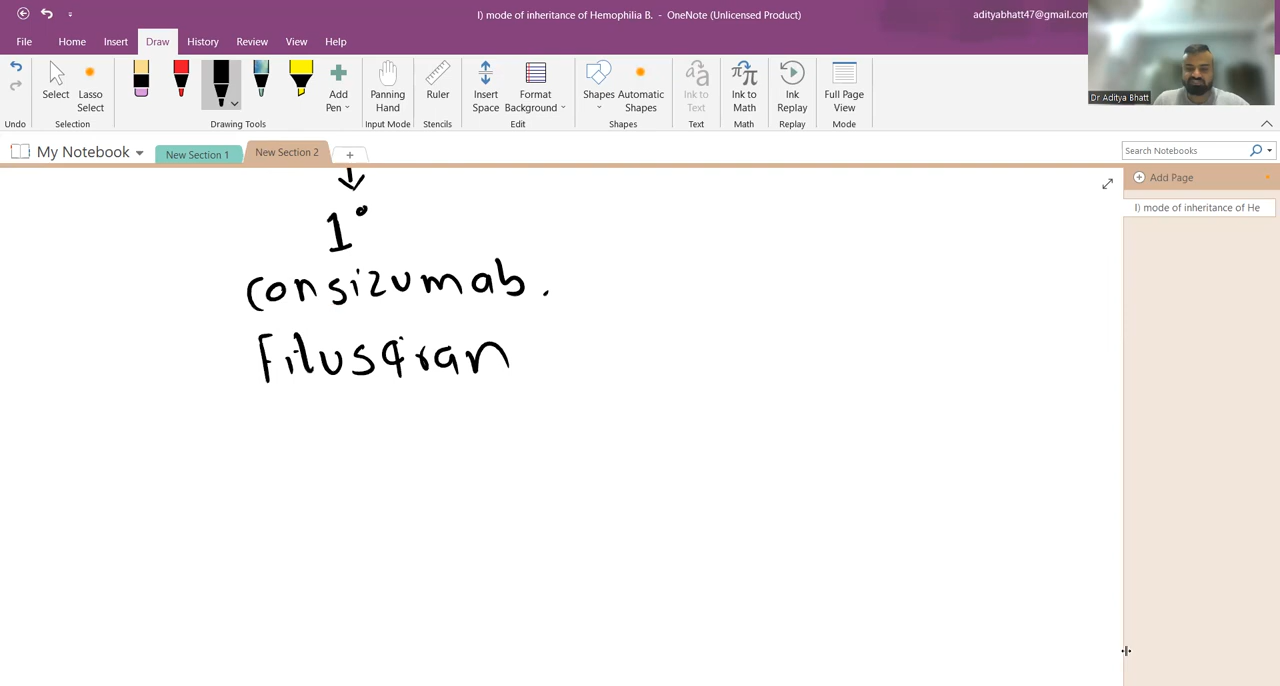 I) mode of inheritance of Hemophilia B. - OneNote (Unlicensed Product)
adityabhatt47@gmail.com
File Home Insert Draw History Review View Help
Select
Lasso Select
Add Pen
Panning Hand
Ruler
Insert Space
Format Background
Shapes
Automatic Shapes
Ink to Text
Ink to Math
Ink Replay
Full Page View
Dr Aditya Bhatt
Undo
Selection
Drawing Tools
Input Mode
Stencils
Edit
Shapes
Text
Math
Replay
Mode
My Notebook
New Section 1
New Section 2
Search Notebooks
Add Page
I) mode of inheritance of He
1°
Consizumab.
Fitusiran